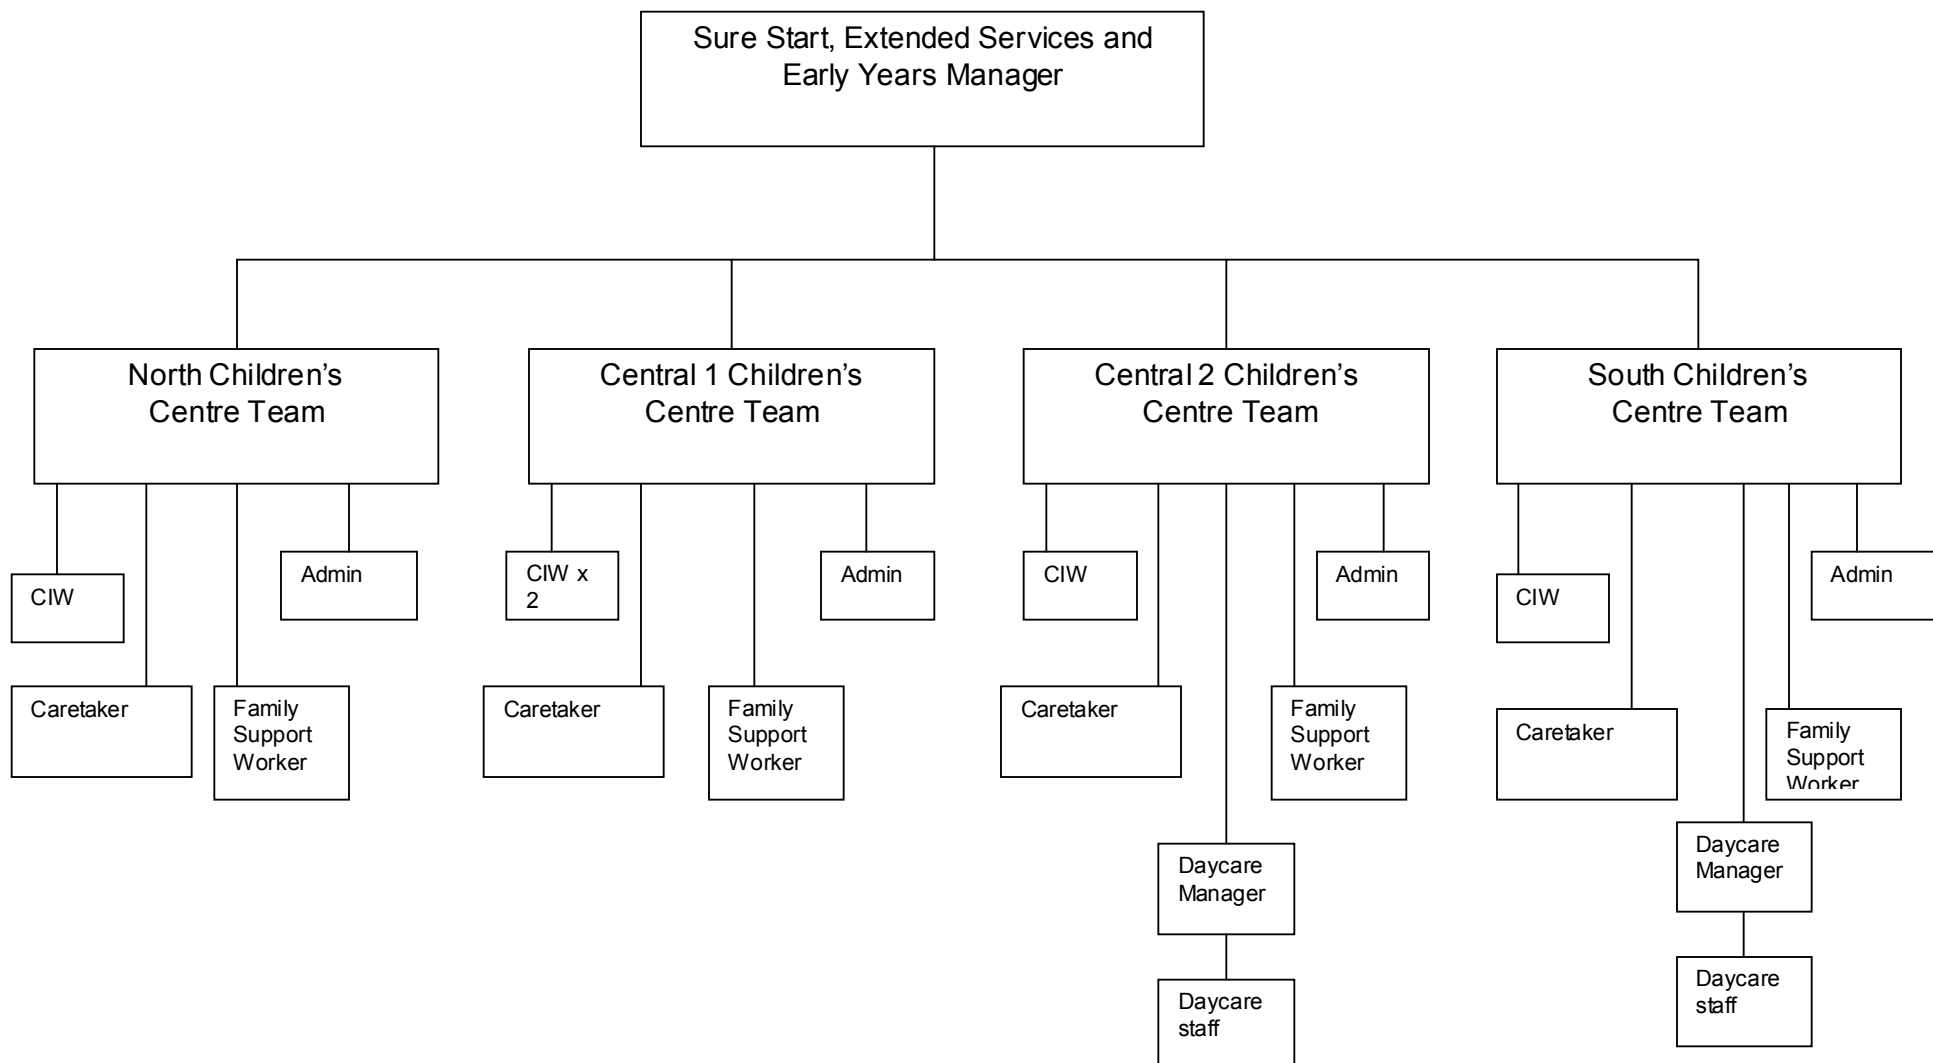 Sure Start, Extended Services and
Early Years Manager
North Children’s
Centre Team
Central 1 Children’s
Centre Team
Central 2 Children’s
Centre Team
South Children’s
Centre Team
CIW
Admin
Caretaker
Family
Support
Worker
CIW x
2
Admin
Caretaker
Family
Support
Worker
CIW
Admin
Caretaker
Family
Support
Worker
Daycare
Manager
Daycare
staff
CIW
Admin
Caretaker
Family
Support
Worker
Daycare
Manager
Daycare
staff